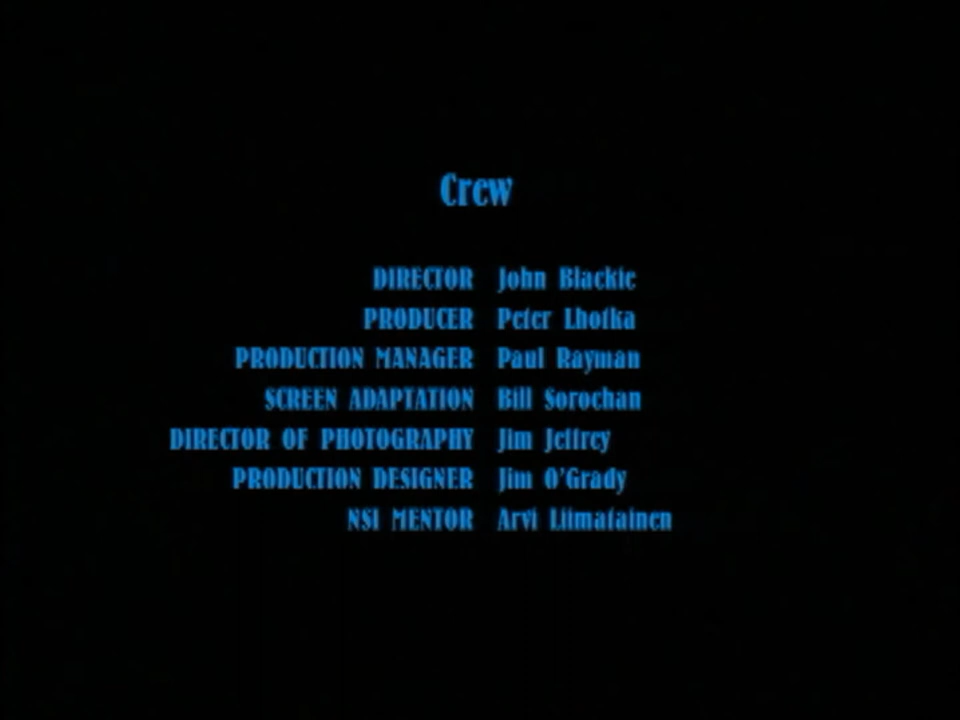 Crew
DIRECTOR John Blackie
PRODUCER Peter Lhotka
PRODUCTION MANAGER Paul Rayman
SCREEN ADAPTATION Bill Sorochan
DIRECTOR OF PHOTOGRAPHY Jim Jeffrey
PRODUCTION DESIGNER Jim O'Grady
NSI MENTOR Arvi Liimatainen